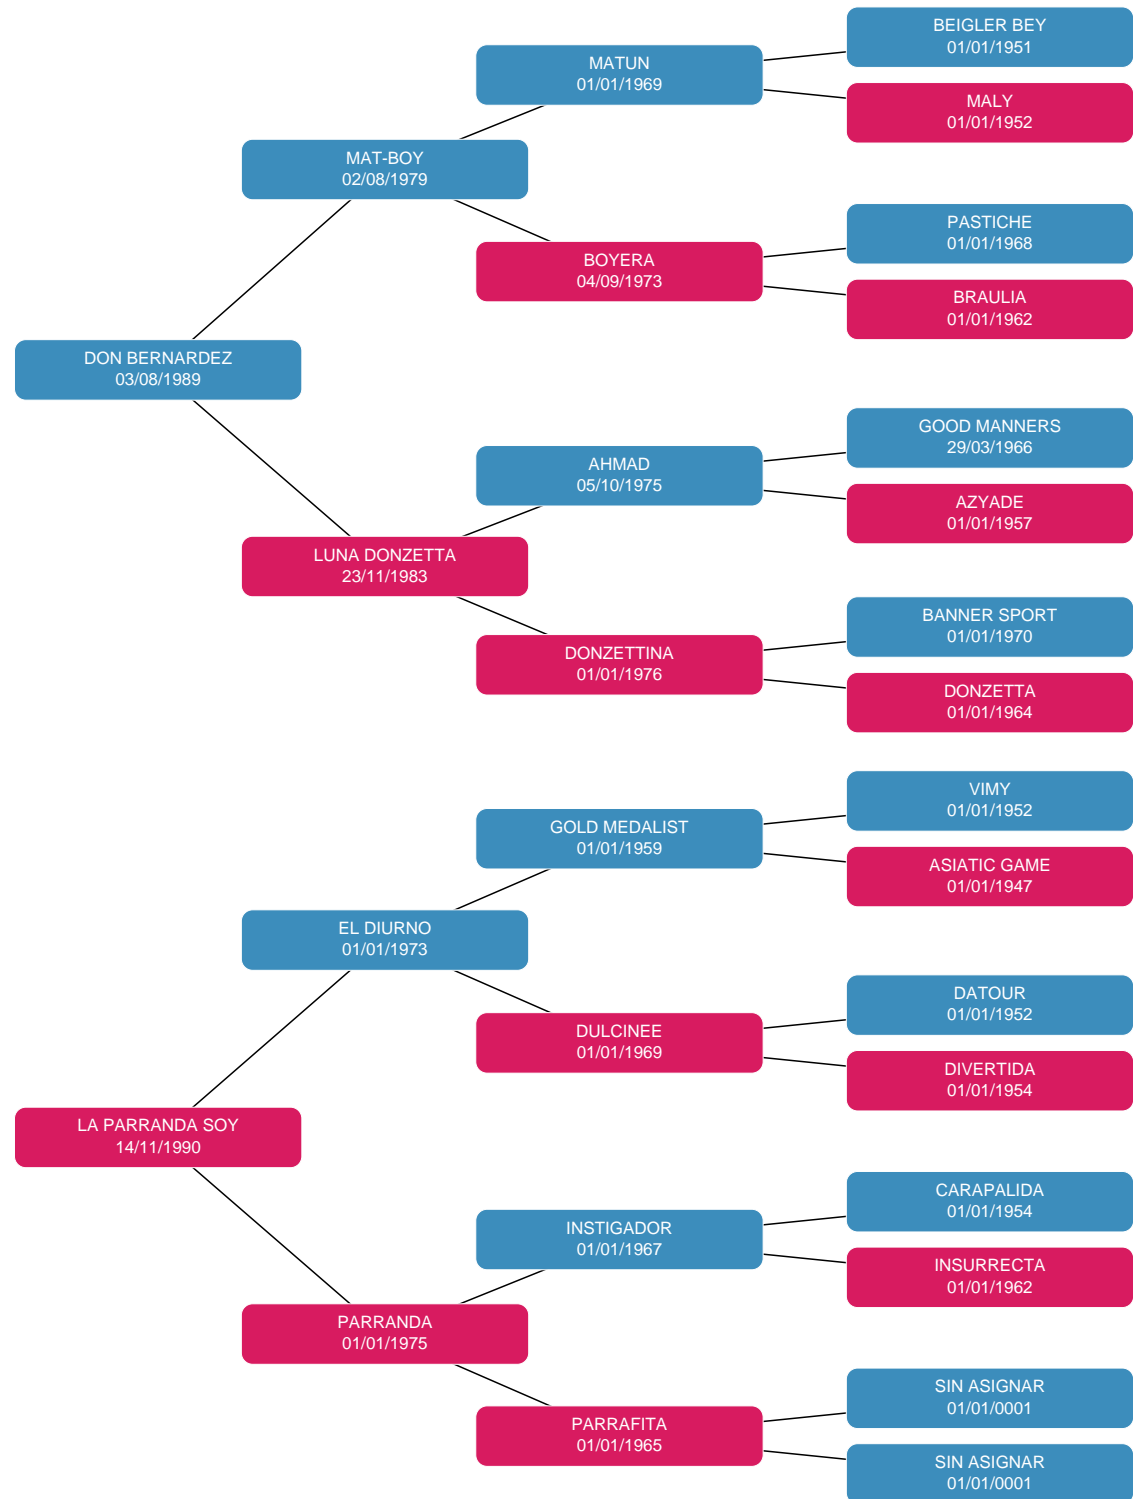 BEIGLER BEY
01/01/1951
MATUN
01/01/1969
MALY
01/01/1952
MAT-BOY
02/08/1979
PASTICHE
01/01/1968
BOYERA
04/09/1973
BRAULIA
01/01/1962
DON BERNARDEZ
03/08/1989
GOOD MANNERS
29/03/1966
AHMAD
05/10/1975
AZYADE
01/01/1957
LUNA DONZETTA
23/11/1983
BANNER SPORT
01/01/1970
DONZETTINA
01/01/1976
DONZETTA
01/01/1964
VIMY
01/01/1952
GOLD MEDALIST
01/01/1959
ASIATIC GAME
01/01/1947
EL DIURNO
01/01/1973
DATOUR
01/01/1952
DULCINEE
01/01/1969
DIVERTIDA
01/01/1954
LA PARRANDA SOY
14/11/1990
CARAPALIDA
01/01/1954
INSTIGADOR
01/01/1967
INSURRECTA
01/01/1962
PARRANDA
01/01/1975
SIN ASIGNAR
01/01/0001
PARRAFITA
01/01/1965
SIN ASIGNAR
01/01/0001